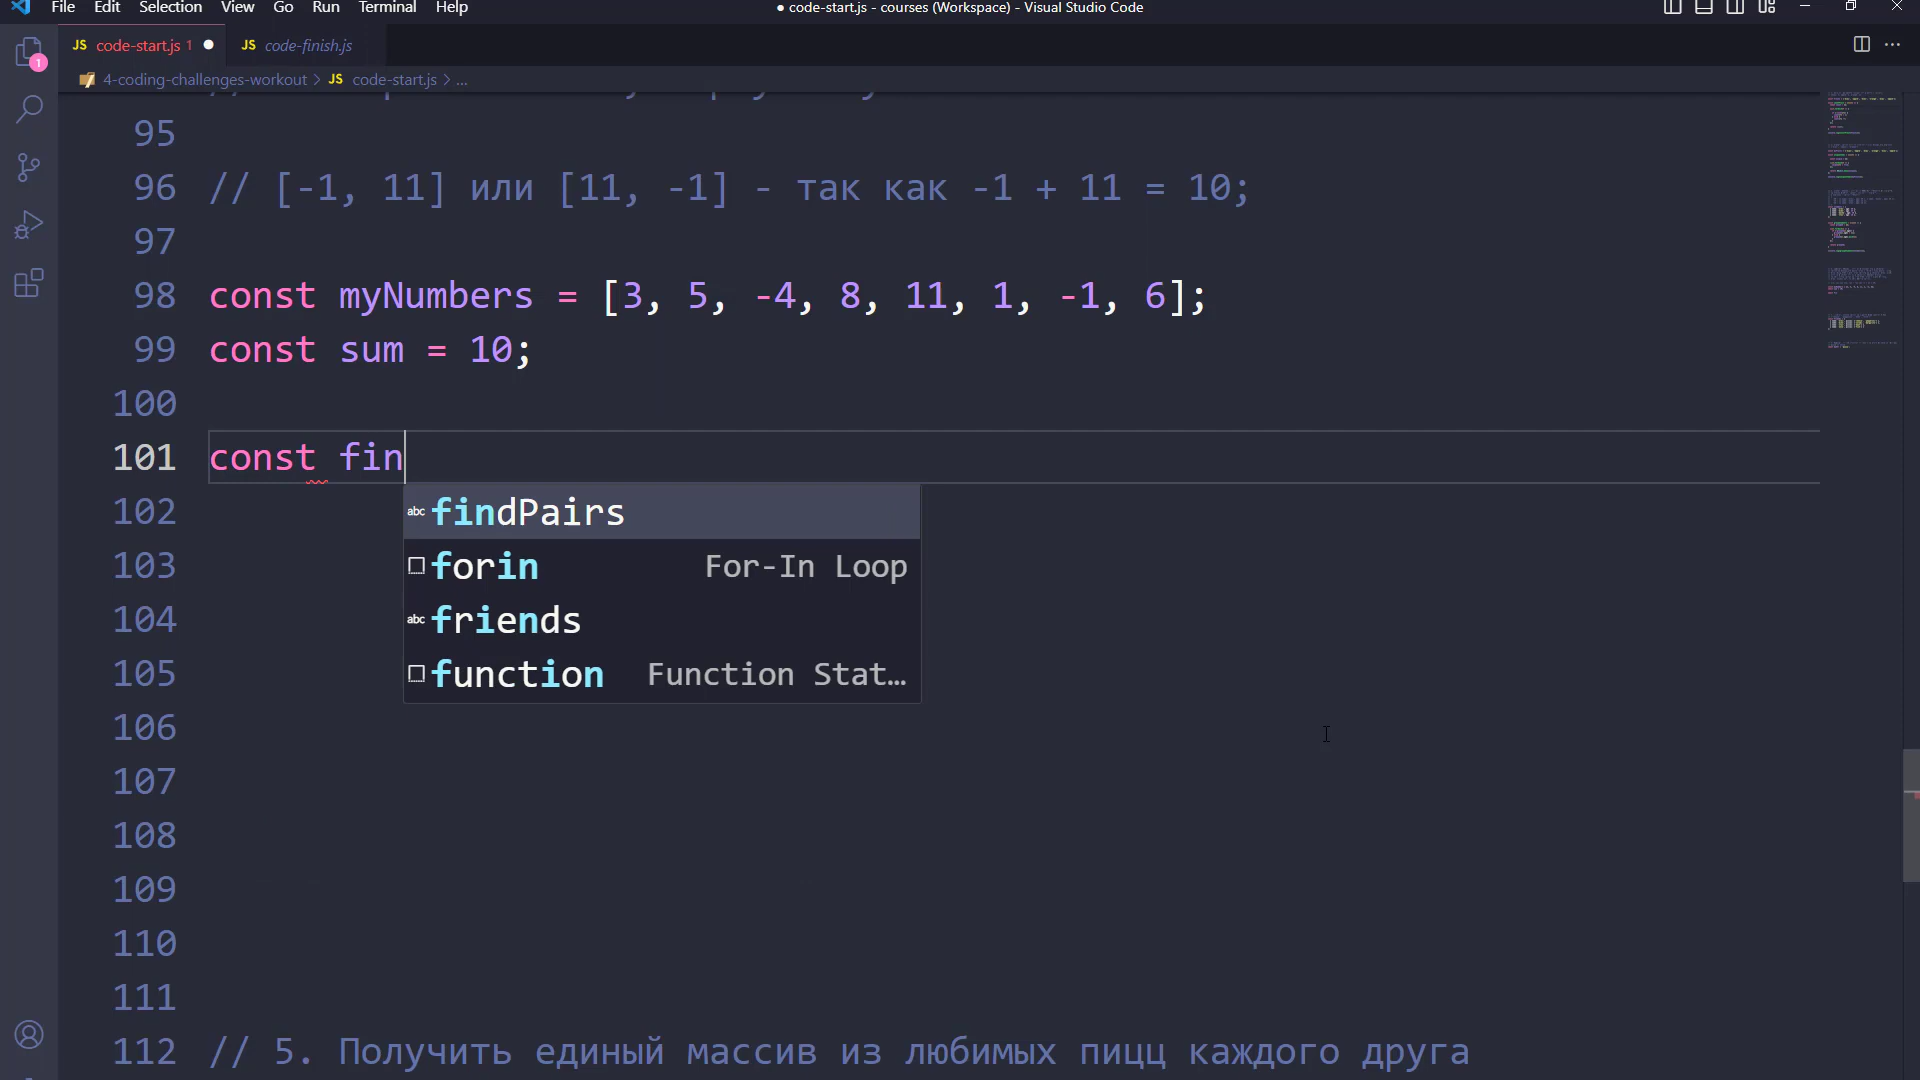 File Edit Selection View Go Run Terminal Help
● code-start.js - courses (Workspace) - Visual Studio Code
JS code-start.js 1 ● JS code-finish.js
1
4-coding-challenges-workout > JS code-start.js > ...
95
96 // [-1, 11] или [11, -1] - так как -1 + 11 = 10;
97
98 const myNumbers = [3, 5, -4, 8, 11, 1, -1, 6];
99 const sum = 10;
100
101 const fin
102 abc findPairs
103 forin For-In Loop
104 abc friends
105 function Function Stat…
106
107
108
109
110
111
112 // 5. Получить единый массив из любимых пицц каждого друга